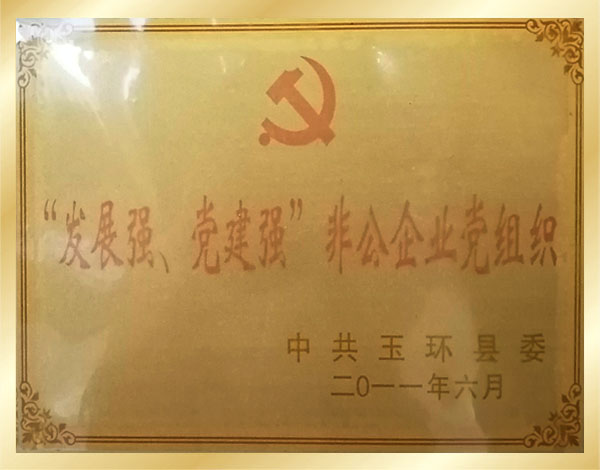 “发展强、党建强”非公企业党组织
中共玉环县委
二0一一年六月